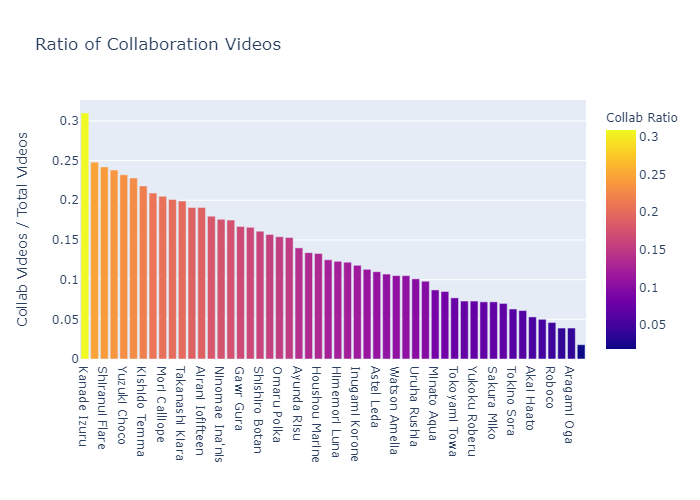 Ratio of Collaboration Videos
Collab Videos / Total Videos
0.3
0.25
0.2
0.15
0.1
0.05
0
Kanade Izuru
Shiranui Flare
Yuzuki Choco
Kishido Temma
Mori Calliope
Takanashi Kiara
Airani Iofifteen
Ninomae Ina'nis
Gawr Gura
Shishiro Botan
Omaru Polka
Ayunda Risu
Houshou Marine
Himemori Luna
Inugami Korone
Astel Leda
Watson Amelia
Uruha Rushia
Minato Aqua
Tokoyami Towa
Yukoku Roberu
Sakura Miko
Tokino Sora
Akai Haato
Roboco
Aragami Oga
Collab Ratio
0.3
0.25
0.2
0.15
0.1
0.05